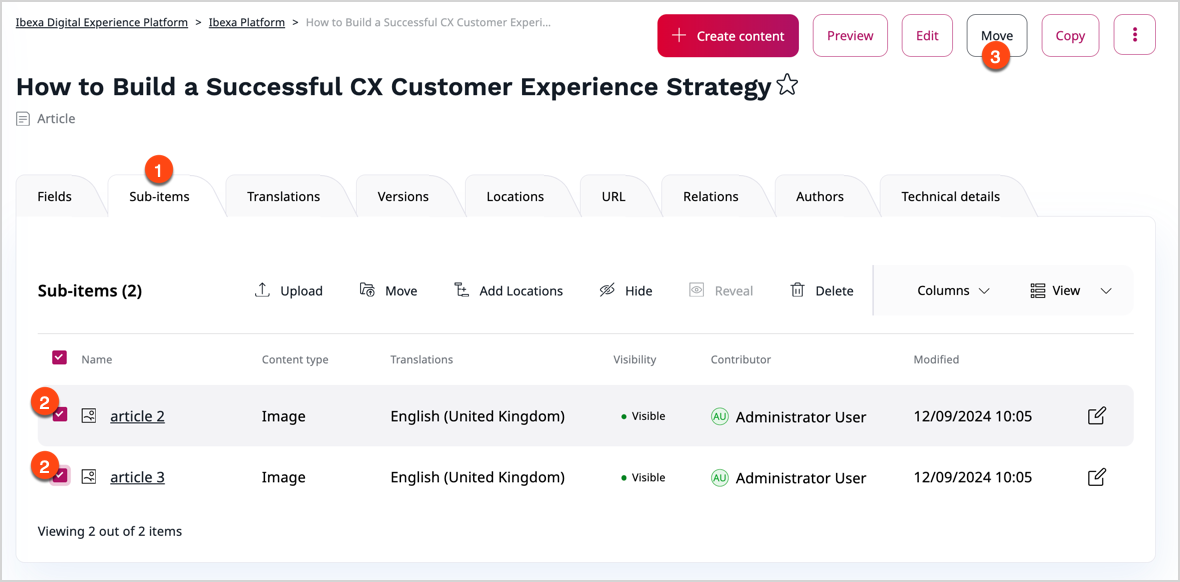 Ibexa Digital Experience Platform > Ibexa Platform > How to Build a Successful CX Customer Experi...
Create content Preview Edit Move Copy
3
How to Build a Successful CX Customer Experience Strategy
Article
1
Fields Sub-items Translations Versions Locations URL Relations Authors Technical details
Sub-items (2) Upload Move Add Locations Hide Reveal Delete Columns View
Name Content type Translations Visibility Contributor Modified
2 article 2 Image English (United Kingdom) Visible AU Administrator User 12/09/2024 10:05
2 article 3 Image English (United Kingdom) Visible AU Administrator User 12/09/2024 10:05
Viewing 2 out of 2 items